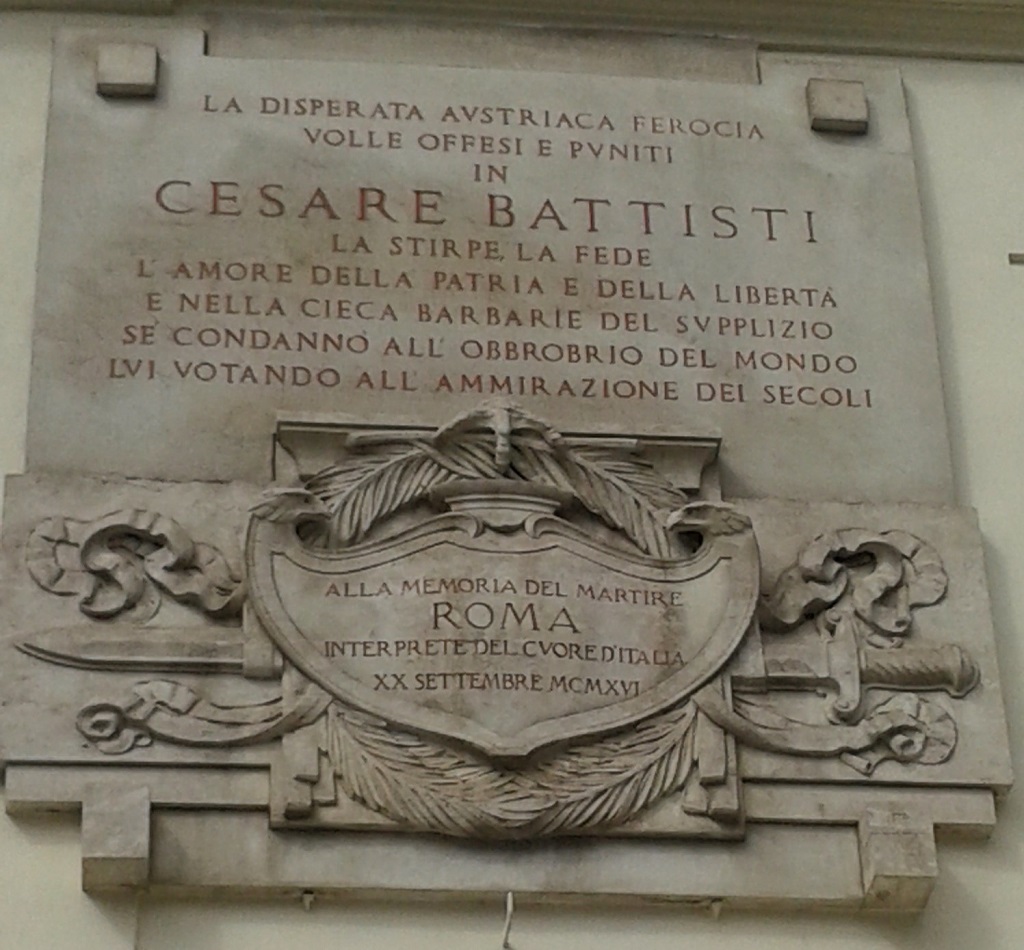 LA DISPERATA AVSTRIACA FEROCIA
VOLLE OFFESI E PVNITI
IN
CESARE BATTISTI
LA STIRPE, LA FEDE
L'AMORE DELLA PATRIA E DELLA LIBERTÀ
E NELLA CIECA BARBARIE DEL SVPPLIZIO
SÈ CONDANNÒ ALL'OBBROBRIO DEL MONDO
LVI VOTANDO ALL'AMMIRAZIONE DEI SECOLI
ALLA MEMORIA DEL MARTIRE
ROMA
INTERPRETE DEL CVORE D'ITALIA
XX SETTEMBRE MCMXVI